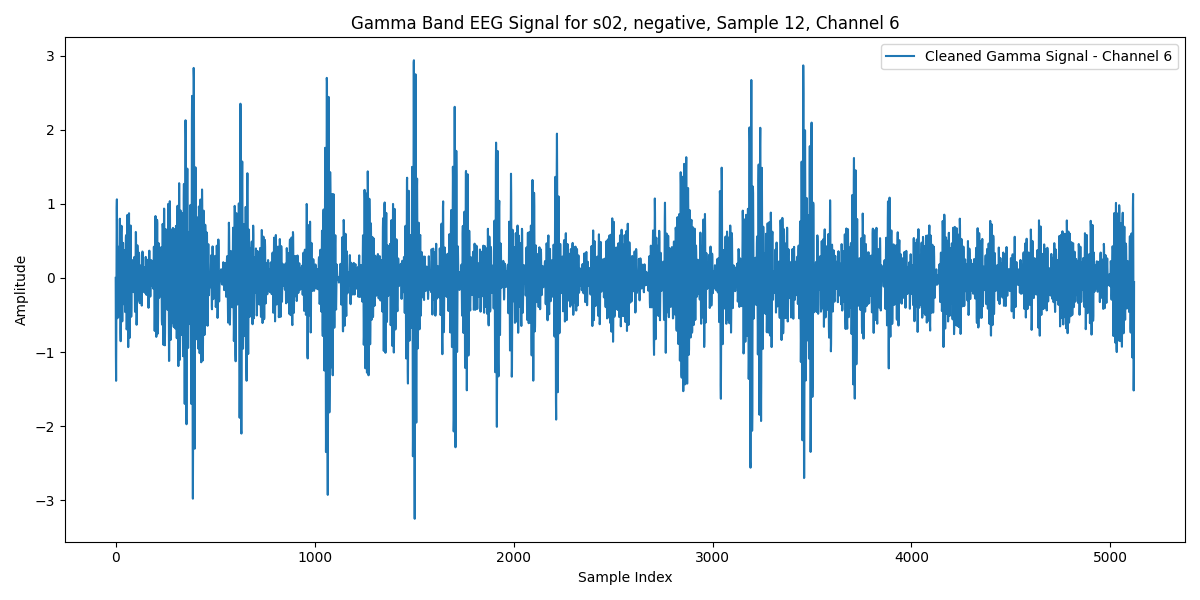 Gamma Band EEG Signal for s02, negative, Sample 12, Channel 6
Cleaned Gamma Signal - Channel 6
Amplitude
3
2
1
0
−1
−2
−3
0 1000 2000 3000 4000 5000
Sample Index